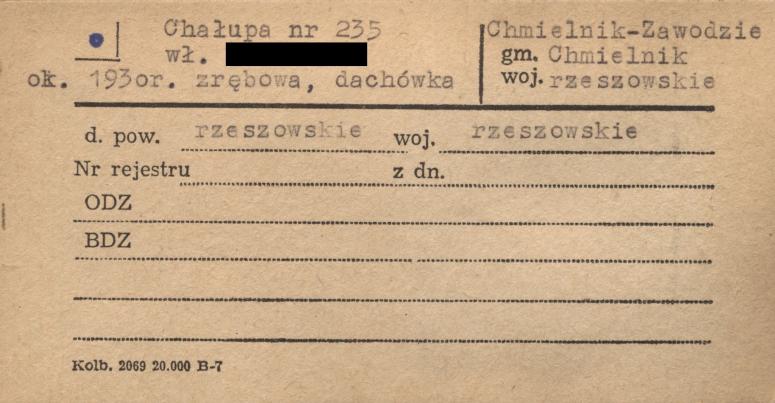 Chałupa nr 235
wł.
ok. 193or. zrębowa, dachówka
Chmielnik-Zawodzie
gm. Chmielnik
woj. rzeszowskie
d. pow. rzeszowskie woj. rzeszowskie
Nr rejestru z dn.
ODZ
BDZ
Kolb. 2069 20.000 B-7